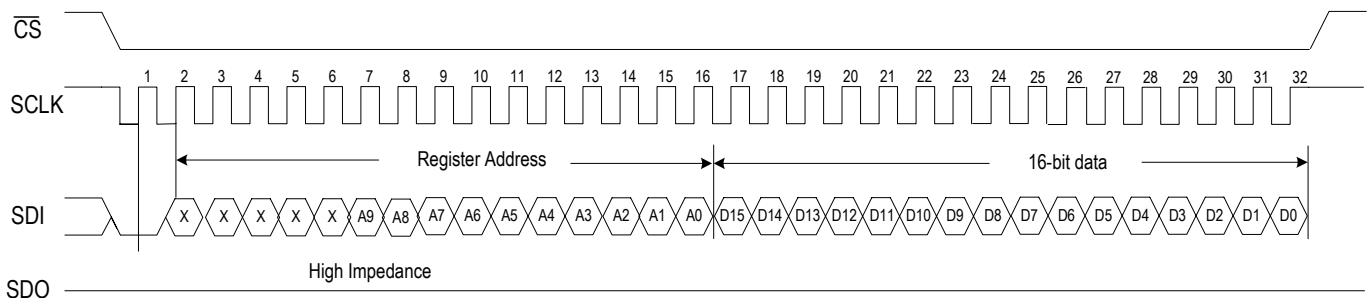 CS
1 2 3 4 5 6 7 8 9 10 11 12 13 14 15 16 17 18 19 20 21 22 23 24 25 26 27 28 29 30 31 32
SCLK
Register Address 16-bit data
SDI X X X X X A9 A8 A7 A6 A5 A4 A3 A2 A1 A0 D15 D14 D13 D12 D11 D10 D9 D8 D7 D6 D5 D4 D3 D2 D1 D0
High Impedance
SDO